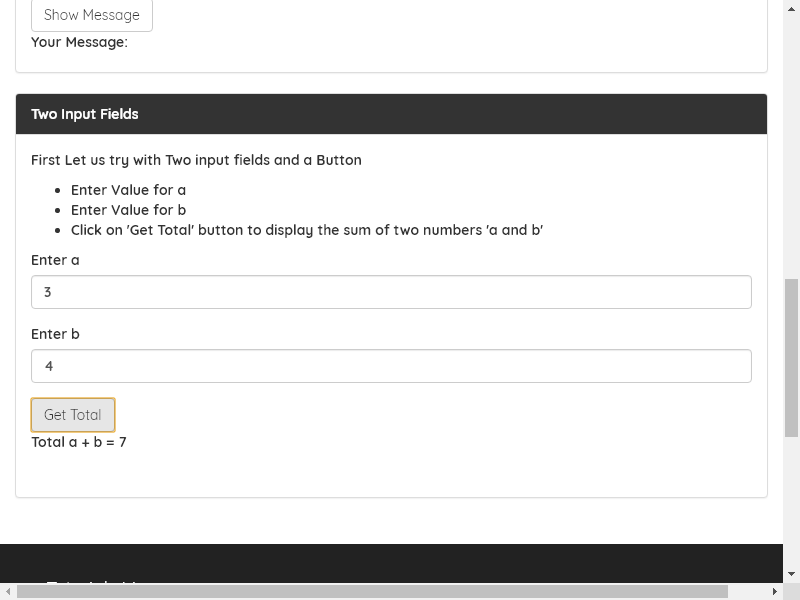 Show Message
Your Message:
Two Input Fields
First Let us try with Two input fields and a Button
Enter Value for a
Enter Value for b
Click on 'Get Total' button to display the sum of two numbers 'a and b'
Enter a
3
Enter b
4
Get Total
Total a + b = 7